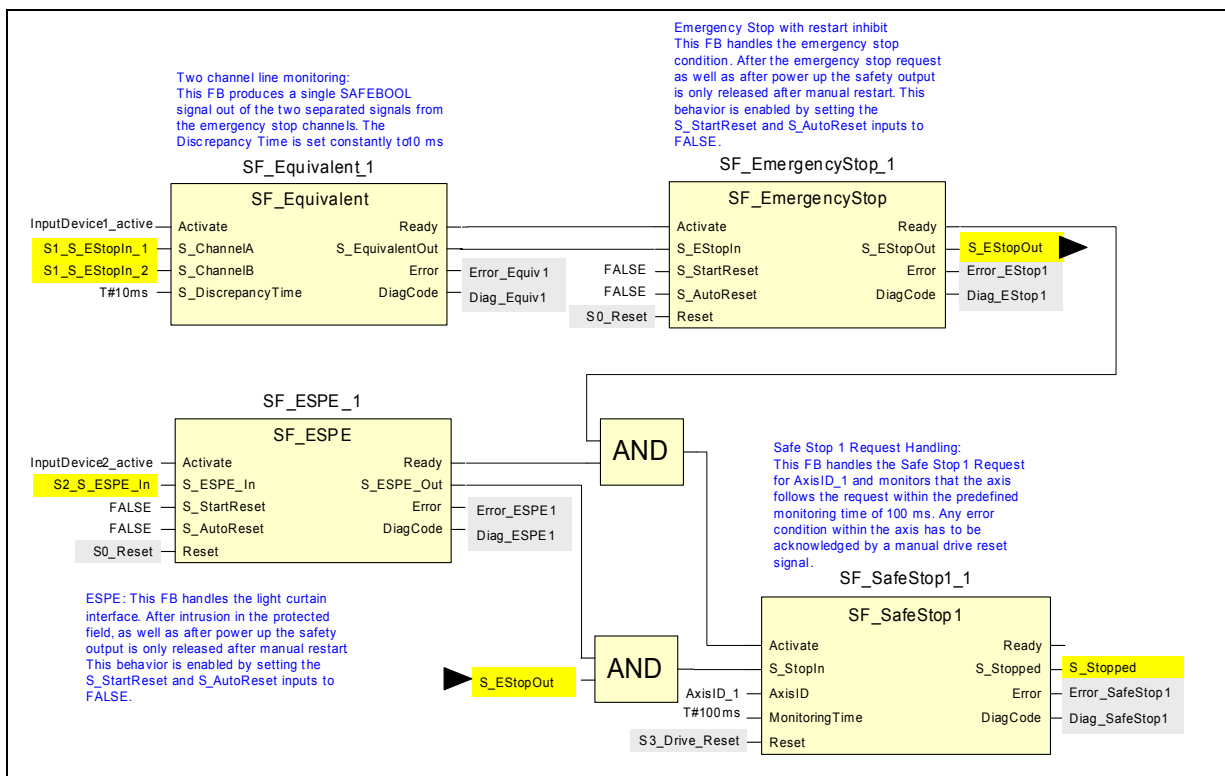 Emergency Stop with restart inhibit
This FB handles the emergency stop
condition. After the emergency stop request
as well as after power up the safety output
is only released after manual restart. This
behavior is enabled by setting the
S_StartReset and S_AutoReset inputs to
FALSE.
Two channel line monitoring:
This FB produces a single SAFEBOOL
signal out of the two separated signals from
the emergency stop channels. The
Discrepancy Time is set constantly to10 ms
SF_Equivalent_1
SF_Equivalent
InputDevice1_active Activate Ready
S1_S_EStopIn_1 S_ChannelA S_EquivalentOut
S1_S_EStopIn_2 S_ChannelB Error Error_Equiv1
T#10ms S_DiscrepancyTime DiagCode Diag_Equiv1
SF_EmergencyStop_1
SF_EmergencyStop
Activate Ready
S_EStopIn S_EStopOut S_EStopOut
FALSE S_StartReset Error Error_EStop1
FALSE S_AutoReset DiagCode Diag_EStop1
S0_Reset Reset
SF_ESPE_1
SF_ESPE
InputDevice2_active Activate Ready
S2_S_ESPE_In S_ESPE_In S_ESPE_Out
FALSE S_StartReset Error Error_ESPE1
FALSE S_AutoReset DiagCode Diag_ESPE1
S0_Reset Reset
AND
Safe Stop 1 Request Handling:
This FB handles the Safe Stop1 Request
for AxisID_1 and monitors that the axis
follows the request within the predefined
monitoring time of 100 ms. Any error
condition within the axis has to be
acknowledged by a manual drive reset
signal.
ESPE: This FB handles the light curtain
interface. After intrusion in the protected
field, as well as after power up the safety
output is only released after manual restart
This behavior is enabled by setting the
S_StartReset and S_AutoReset inputs to
FALSE.
S_EStopOut
AND
SF_SafeStop1_1
SF_SafeStop1
Activate Ready
S_StopIn S_Stopped S_Stopped
AxisID_1 AxisID Error Error_SafeStop1
T#100ms MonitoringTime DiagCode Diag_SafeStop1
S3_Drive_Reset Reset